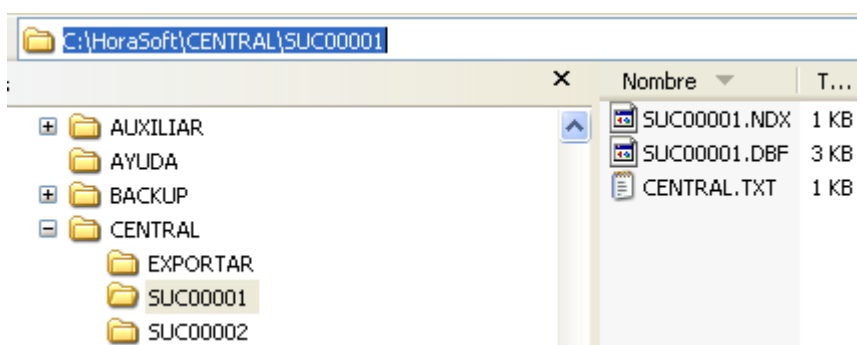 C:\HoraSoft\CENTRAL\SUC00001
Nombre T...
AUXILIAR
AYUDA
BACKUP
CENTRAL
EXPORTAR
SUC00001
SUC00002
SUC00001.NDX 1 KB
SUC00001.DBF 3 KB
CENTRAL.TXT 1 KB